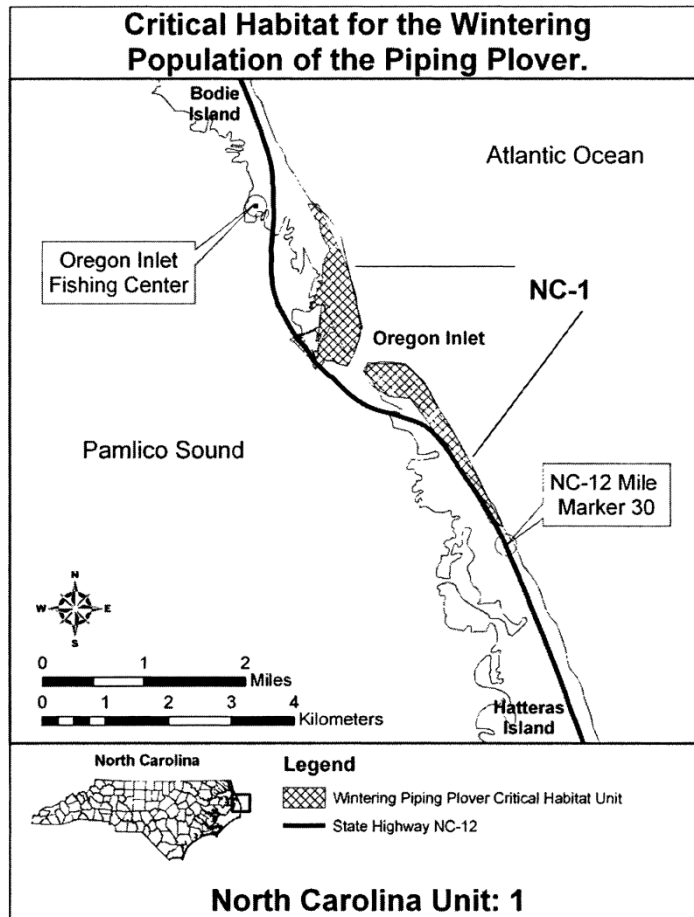 Critical Habitat for the Wintering
Population of the Piping Plover.
Bodie
Island
Atlantic Ocean
Oregon Inlet
Fishing Center
NC-1
Oregon Inlet
Pamlico Sound
NC-12 Mile
Marker 30
N
W
E
S
0 1 2
Miles
0 1 2 3 4
Kilometers
Hatteras
Island
North Carolina
Legend
Wintering Piping Plover Critical Habitat Unit
State Highway NC-12
North Carolina Unit: 1